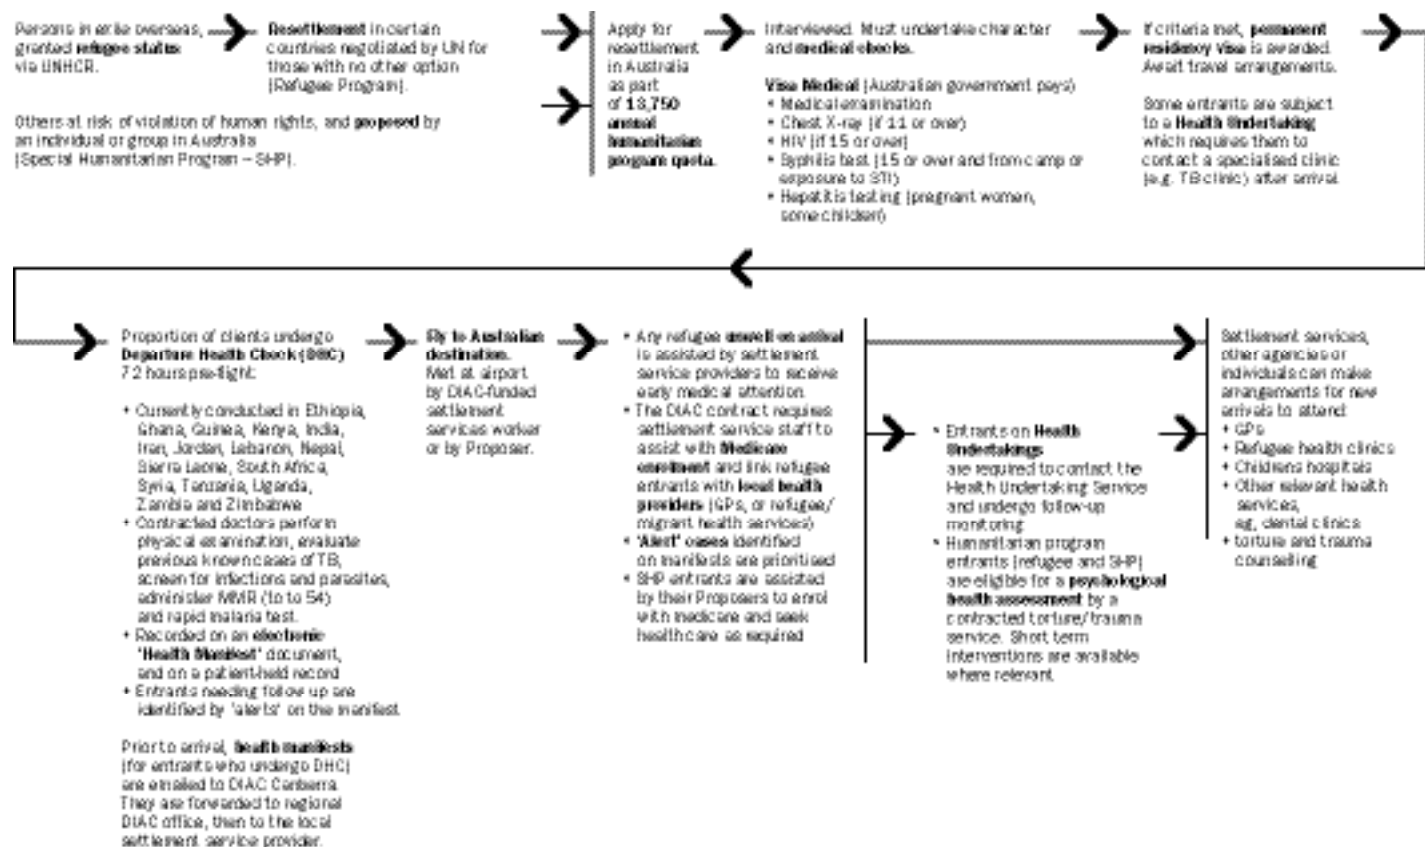 Persons in exile overseas,
granted refugee status
via UNHCR.
Others at risk of violation of human rights, and proposed by
an individual or group in Australia
(Special Humanitarian Program – SHP).
Resettlement in certain
countries negotiated by UN for
those with no other option
(Refugee Program).
Apply for
resettlement
in Australia
as part
of 13,750
annual
humanitarian
program quota.
Interviewed. Must undertake character
and medical checks.
Visa Medical (Australian government pays)
• Medical examination
• Chest X-ray (if 11 or over)
• HIV (if 15 or over)
• Syphilis test (15 or over and from camp or
exposure to STI)
• Hepatitis testing (pregnant women,
some children)
If criteria met, permanent
residency visa is awarded.
Await travel arrangements.
Some entrants are subject
to a Health Undertaking
which requires them to
contact a specialised clinic
(e.g. TB clinic) after arrival
Proportion of clients undergo
Departure Health Check (DHC)
72 hours pre-flight:
• Currently conducted in Ethiopia,
Ghana, Guinea, Kenya, India,
Iran, Jordan, Lebanon, Nepal,
Sierra Leone, South Africa,
Syria, Tanzania, Uganda,
Zambia and Zimbabwe
• Contracted doctors perform
physical examination, evaluate
previous known cases of TB,
screen for infections and parasites,
administer MMR (to to 54)
and rapid malaria test.
• Recorded on an electronic
'Health Manifest' document,
and on a patient-held record
• Entrants needing follow up are
identified by 'alerts' on the manifest
Prior to arrival, health manifests
(for entrants who undergo DHC)
are emailed to DIAC Canberra.
They are forwarded to regional
DIAC office, then to the local
settlement service provider.
Fly to Australian
destination.
Met at airport
by DIAC-funded
settlement
services worker
or by Proposer.
• Any refugee unwell on arrival
is assisted by settlement
service providers to receive
early medical attention
• The DIAC contract requires
settlement service staff to
assist with Medicare
enrolment and link refugee
entrants with local health
providers (GPs, or refugee/
migrant health services)
• 'Alert' cases identified
on manifests are prioritised
• SHP entrants are assisted
by their Proposers to enrol
with medicare and seek
healthcare as required
• Entrants on Health
Undertakings
are required to contact the
Health Undertaking Service
and undergo follow-up
monitoring
• Humanitarian program
entrants (refugee and SHP)
are eligible for a psychological
health assessment by a
contracted torture/trauma
service. Short term
interventions are available
where relevant
Settlement services,
other agencies or
individuals can make
arrangements for new
arrivals to attend:
• GPs
• Refugee health clinics
• Childrens hospitals
• Other relevant health
services,
eg, dental clinics
• torture and trauma
counselling